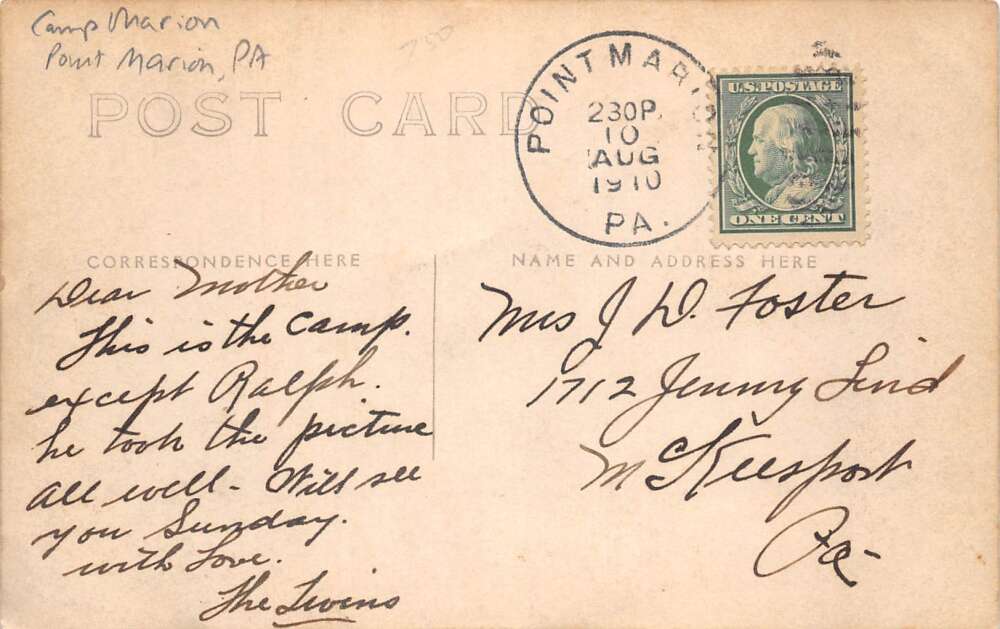 Camp Marion
Point Marion, PA
750
POST CARD
POINT MARION
230P.
10
AUG
1910
PA.
U.S.POSTAGE
ONE CENT
CORRESPONDENCE HERE
NAME AND ADDRESS HERE
Dear Mother
This is the camp.
except Ralph.
he took the picture
all well - Will see
you Sunday.
with Love.
The Twins
Mrs J D. Foster
1712 Jenny Lind
McKeesport
Pa-